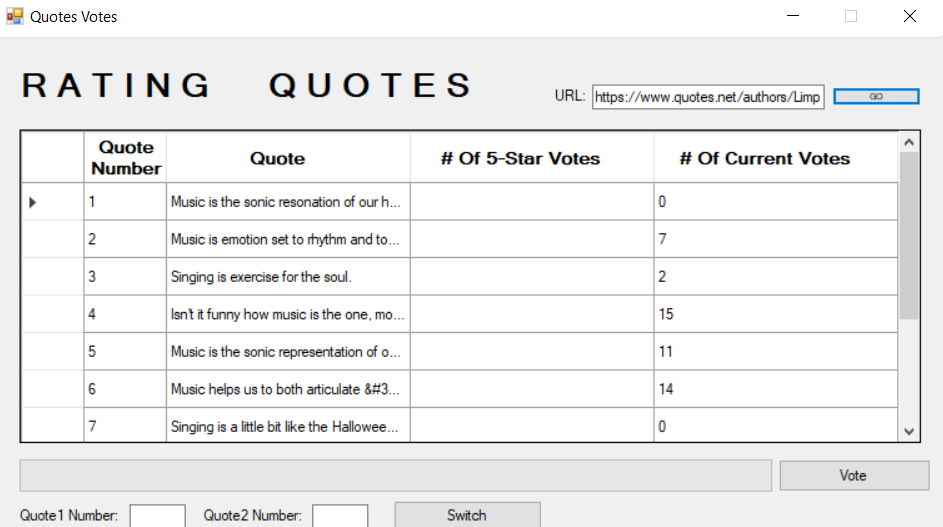 Quotes Votes
RATING QUOTES
URL: https://www.quotes.net/authors/Limp GO
Quote Number Quote # Of 5-Star Votes # Of Current Votes
1 Music is the sonic resonation of our h... 0
2 Music is emotion set to rhythm and to... 7
3 Singing is exercise for the soul. 2
4 Isn't it funny how music is the one, mo... 15
5 Music is the sonic representation of o... 11
6 Music helps us to both articulate &#3... 14
7 Singing is a little bit like the Hallowee... 0
Vote
Quote1 Number: Quote2 Number: Switch